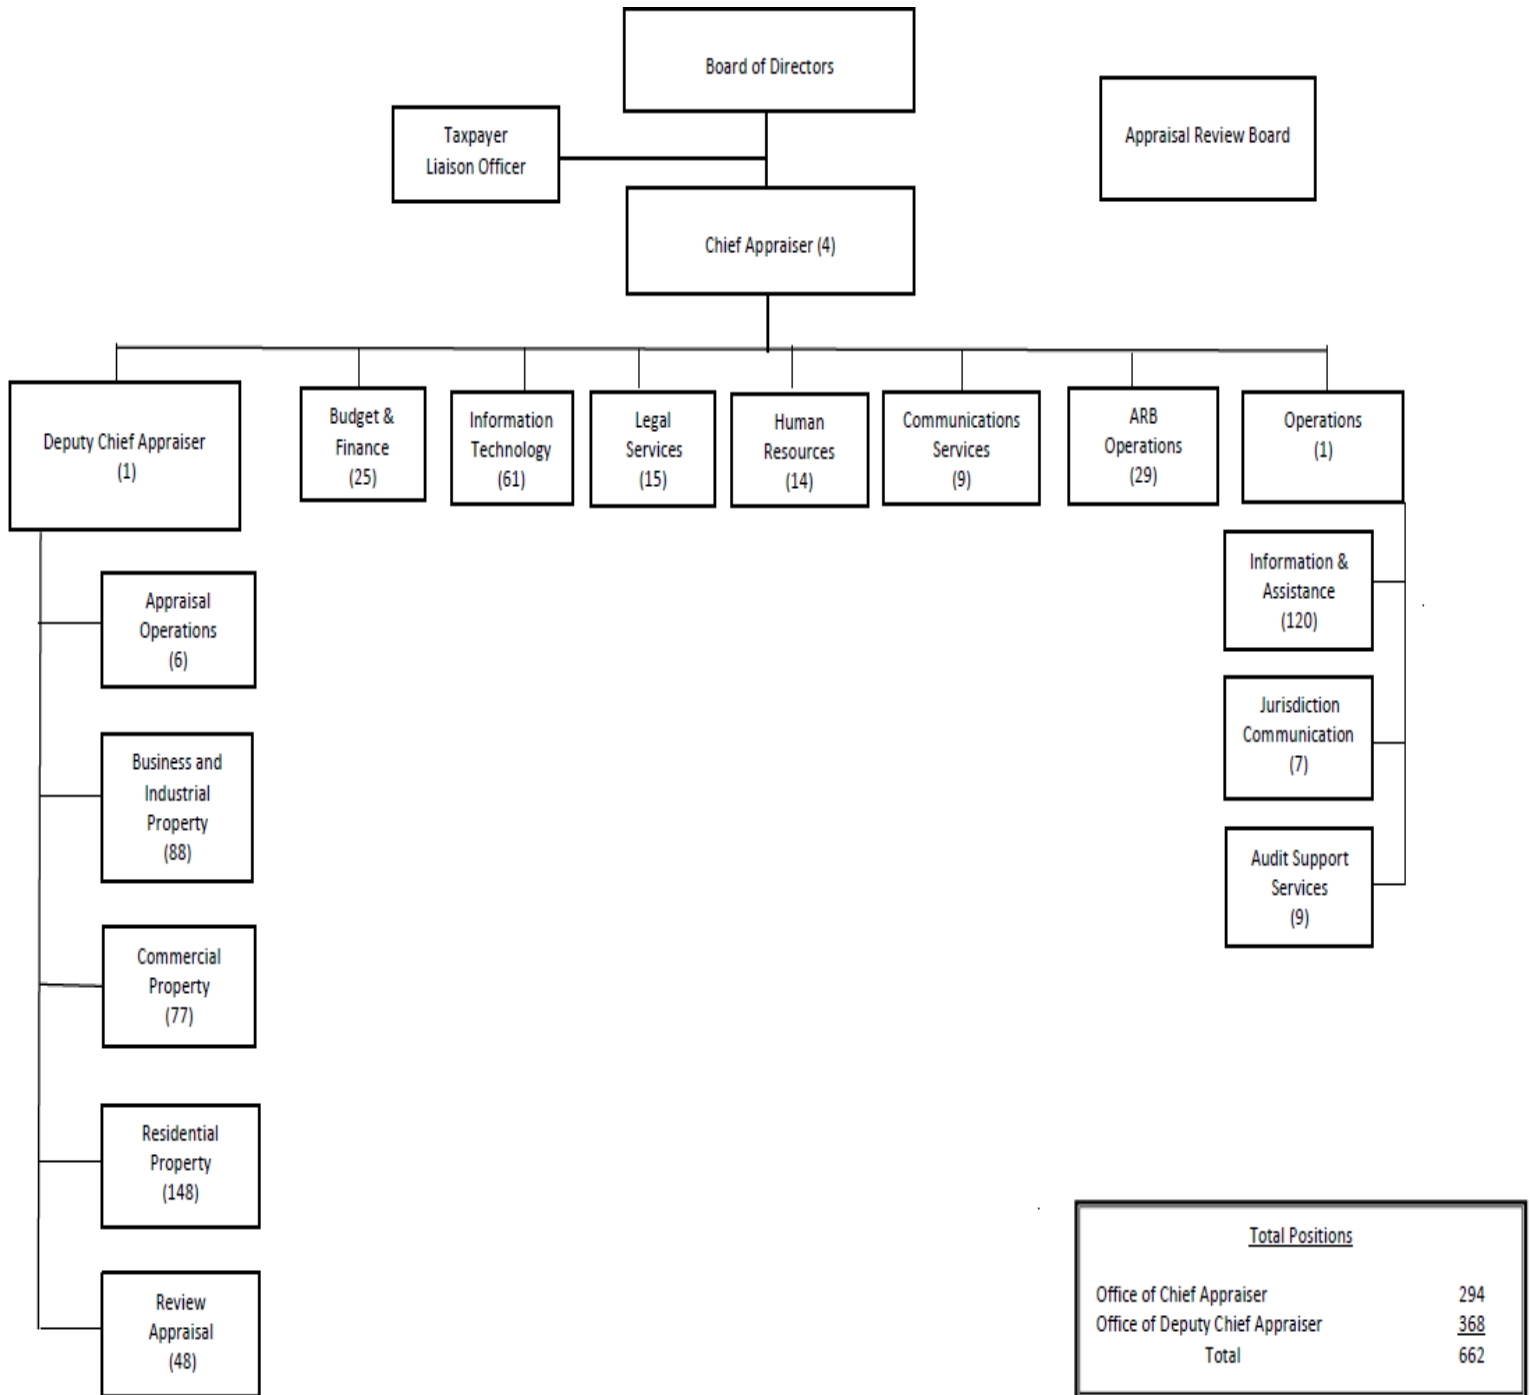 Board of Directors
Taxpayer
Liaison Officer
Appraisal Review Board
Chief Appraiser (4)
Deputy Chief Appraiser
(1)
Budget &
Finance
(25)
Information
Technology
(61)
Legal
Services
(15)
Human
Resources
(14)
Communications
Services
(9)
ARB
Operations
(29)
Operations
(1)
Appraisal
Operations
(6)
Business and
Industrial
Property
(88)
Commercial
Property
(77)
Residential
Property
(148)
Review
Appraisal
(48)
Information &
Assistance
(120)
Jurisdiction
Communication
(7)
Audit Support
Services
(9)
Total Positions
Office of Chief Appraiser 294
Office of Deputy Chief Appraiser 368
Total 662